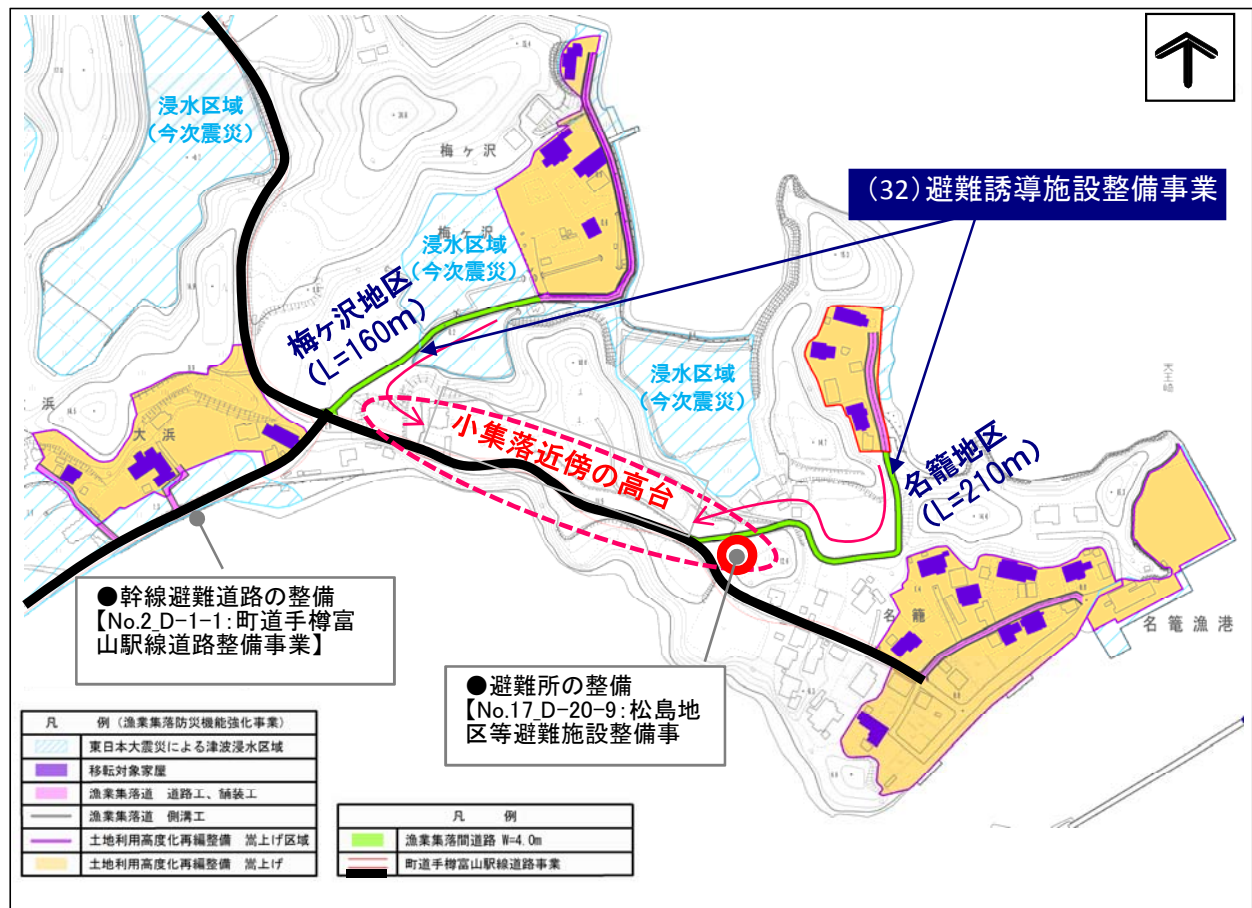 浸水区域
(今次震災)
梅ヶ沢
(32)避難誘導施設整備事業
梅ヶ沢
浸水区域
(今次震災)
梅ヶ沢地区
(L=160m)
浸水区域
(今次震災)
天王崎
浜
大浜
小集落近傍の高台
名籠地区
(L=210m)
●幹線避難道路の整備
【No.2_D-1-1:町道手樽富
山駅線道路整備事業】
名籠
名篭漁港
●避難所の整備
【No.17_D-20-9:松島地
区等避難施設整備事
凡 例(漁業集落防災機能強化事業)
東日本大震災による津波浸水区域
移転対象家屋
漁業集落道 道路工、舗装工
漁業集落道 側溝工
土地利用高度化再編整備 嵩上げ区域
土地利用高度化再編整備 嵩上げ
凡 例
漁業集落間道路 W=4.0m
町道手樽富山駅線道路事業